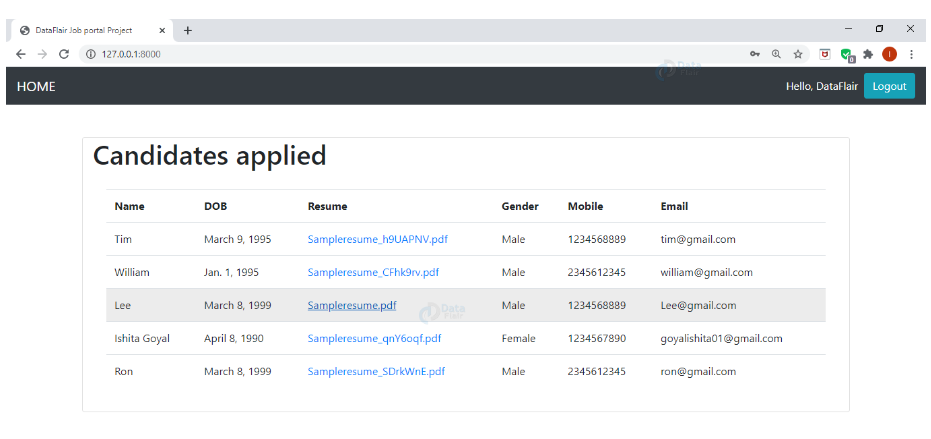 DataFlair Job portal Project
127.0.0.1:8000
Data
Flair
HOME Hello, DataFlair Logout
Candidates applied
Name DOB Resume Gender Mobile Email
Tim March 9, 1995 Sampleresume_h9UAPNV.pdf Male 1234568889 tim@gmail.com
William Jan. 1, 1995 Sampleresume_CFhk9rv.pdf Male 2345612345 william@gmail.com
Lee March 8, 1999 Sampleresume.pdf Male 1234568889 Lee@gmail.com
Data
Flair
Ishita Goyal April 8, 1990 Sampleresume_qnY6oqf.pdf Female 1234567890 goyalishita01@gmail.com
Ron March 8, 1999 Sampleresume_SDrkWnE.pdf Male 2345612345 ron@gmail.com